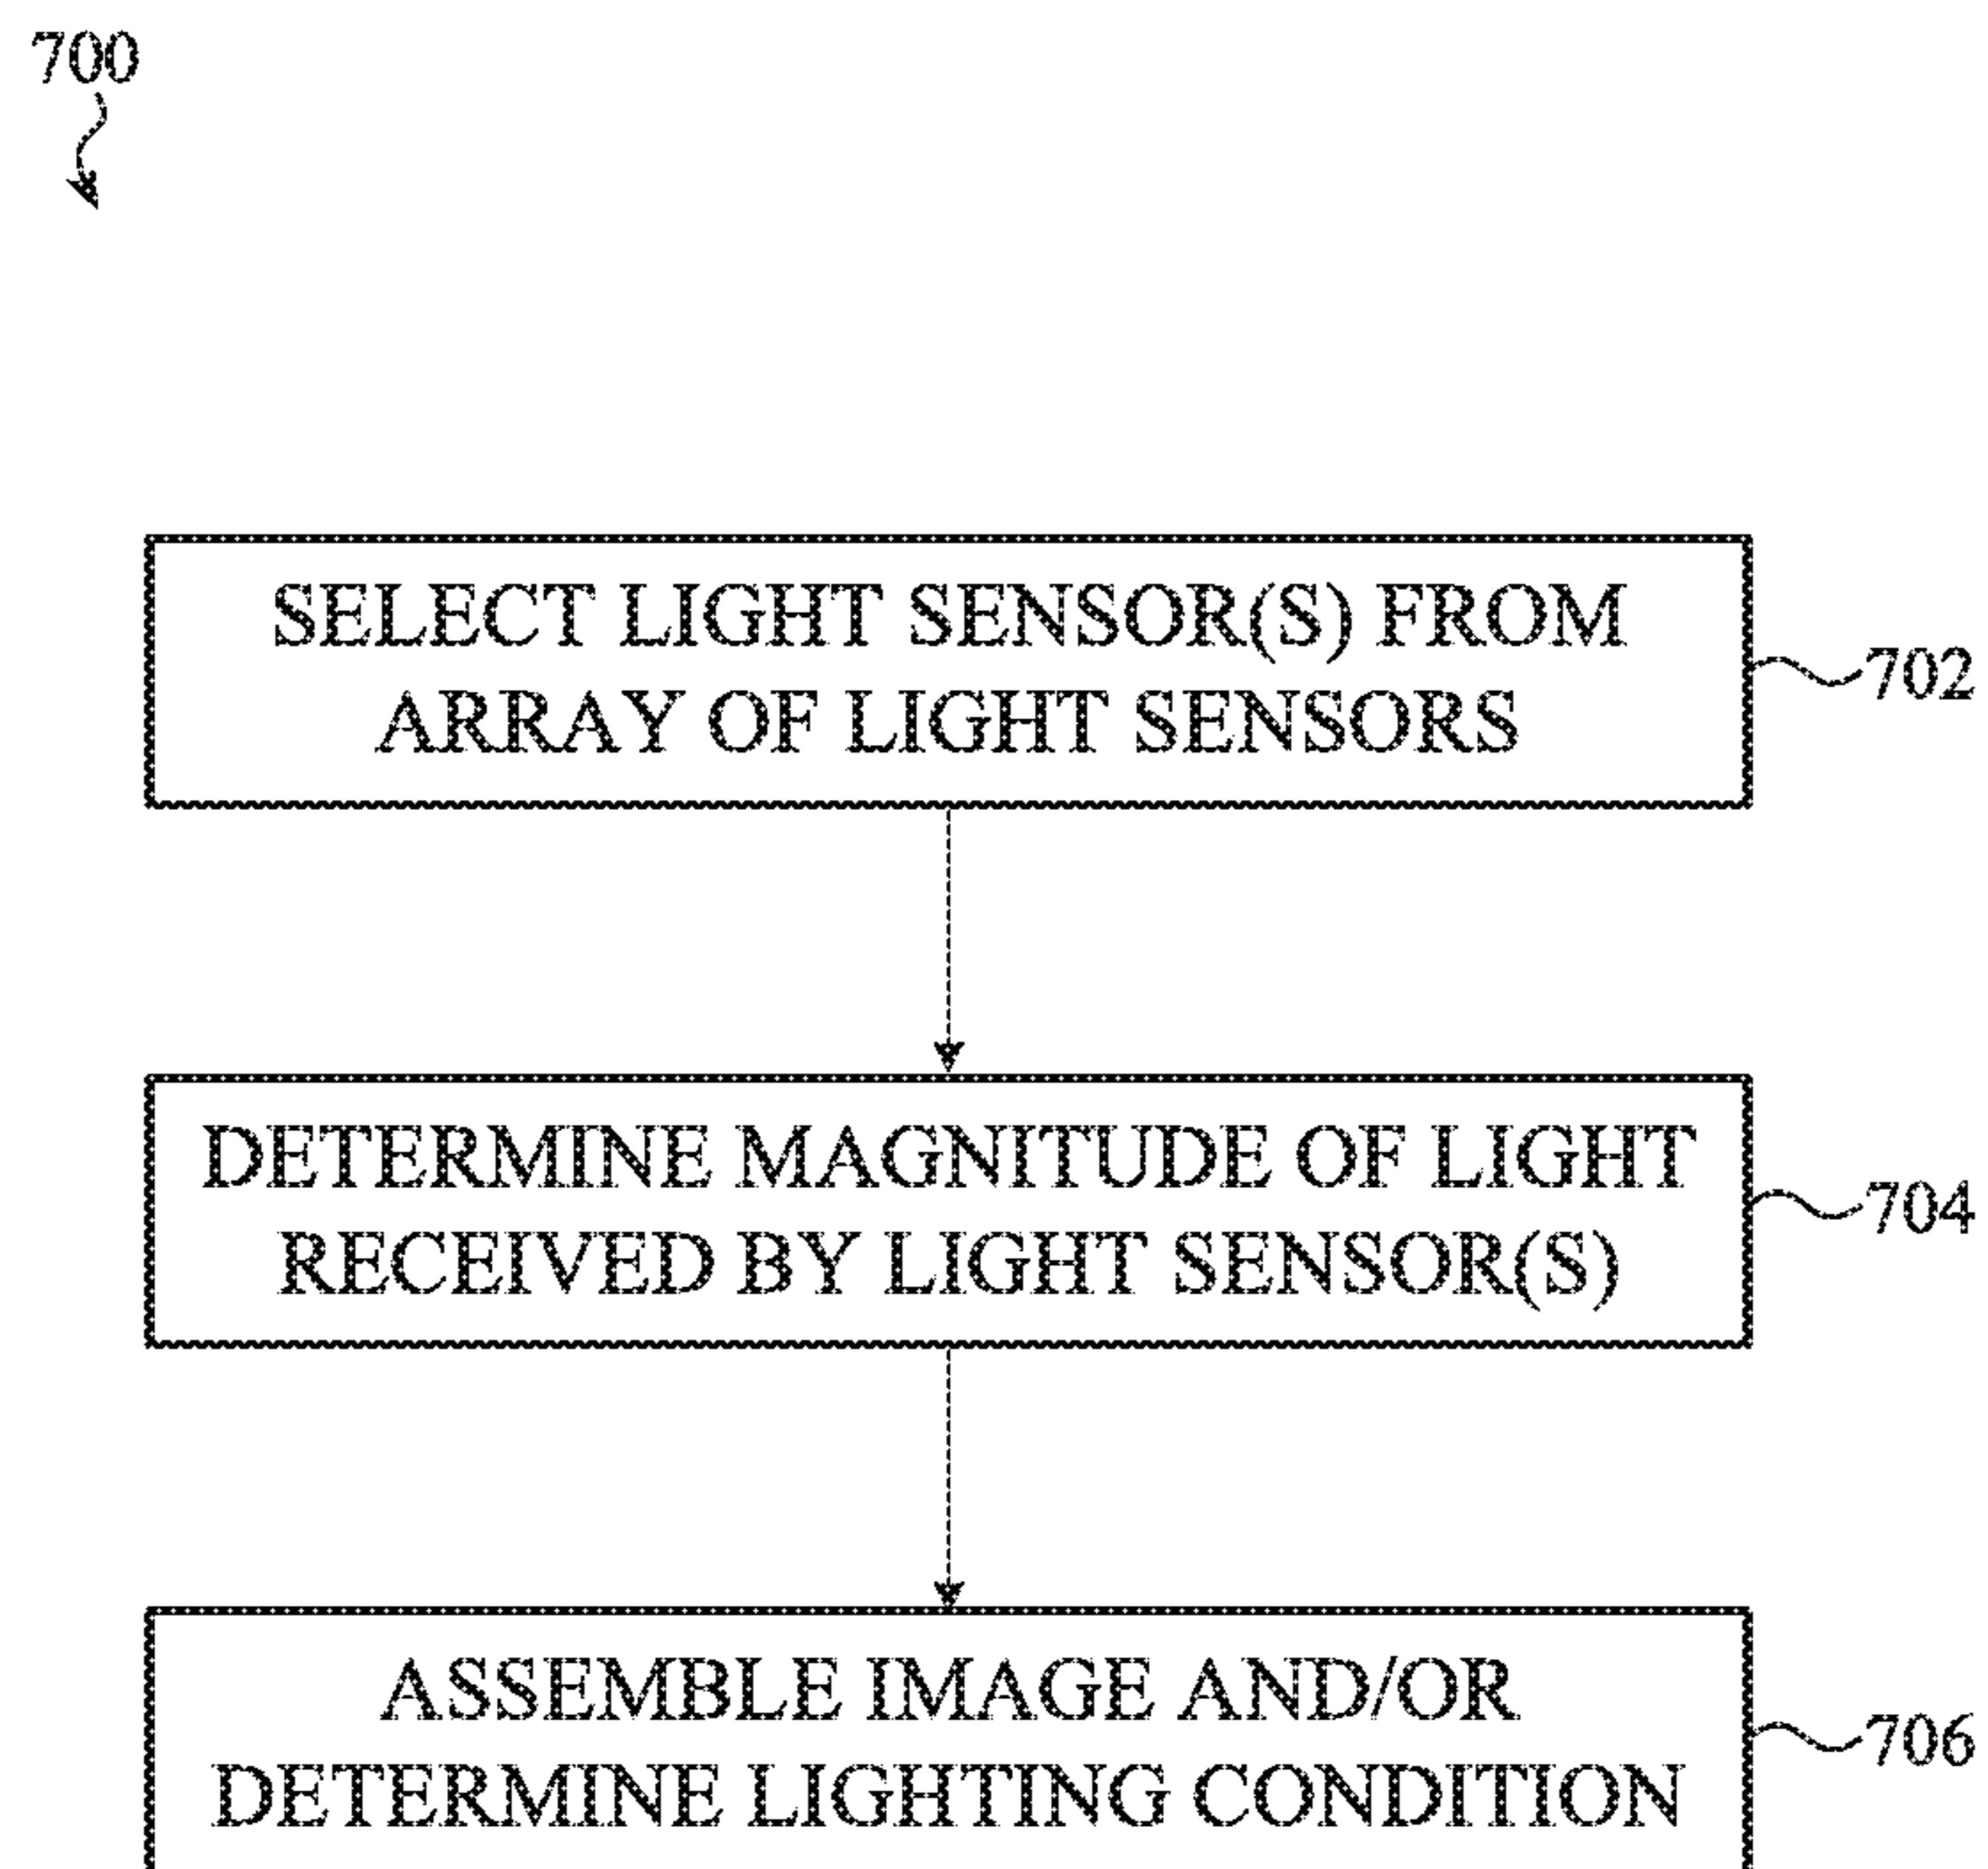 700
SELECT LIGHT SENSOR(S) FROM
ARRAY OF LIGHT SENSORS
702
DETERMINE MAGNITUDE OF LIGHT
RECEIVED BY LIGHT SENSOR(S)
704
ASSEMBLE IMAGE AND/OR
DETERMINE LIGHTING CONDITION
706